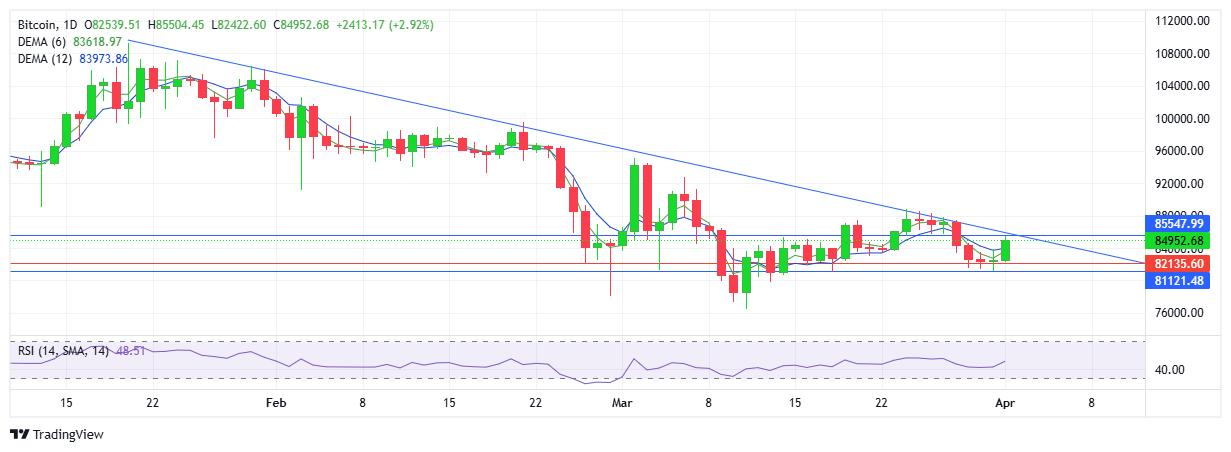 Bitcoin, 1D O82539.51 H85504.45 L82422.60 C84952.68 +2413.17 (+2.92%)
DEMA (6) 83618.97
DEMA (12) 83973.86
112000.00
108000.00
104000.00
100000.00
96000.00
92000.00
88000.00
85547.99
84952.68
84000.00
82135.60
81121.48
76000.00
RSI (14, SMA, 14) 48.51
40.00
15 22 Feb 8 15 22 Mar 8 15 22 Apr 8
TradingView